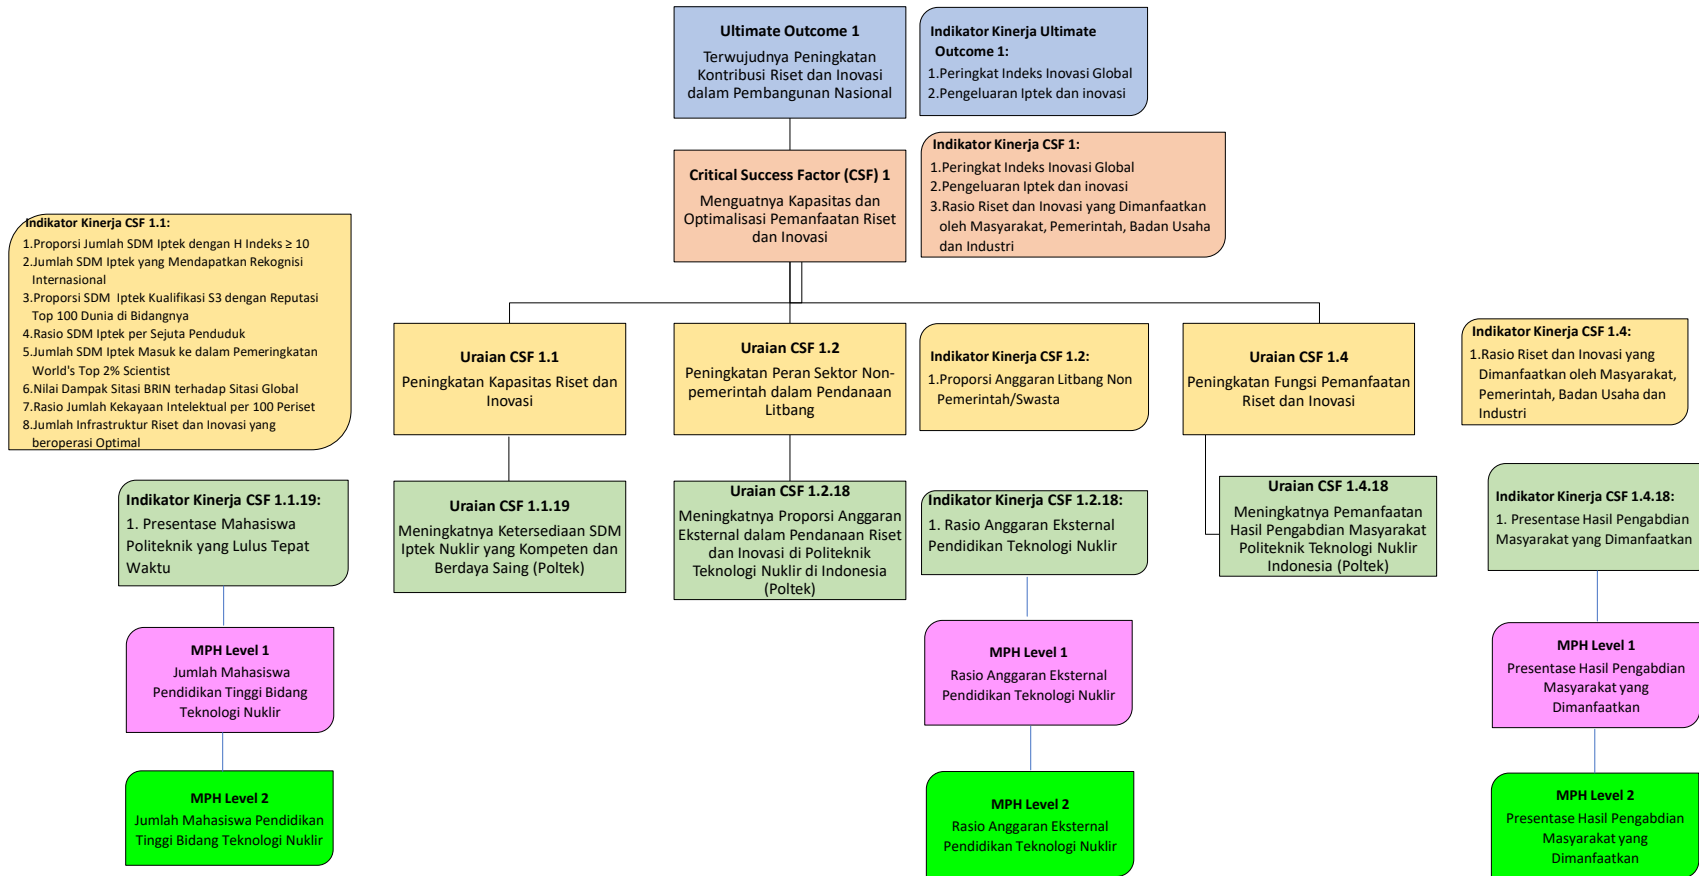 Ultimate Outcome 1
Terwujudnya Peningkatan
Kontribusi Riset dan Inovasi
dalam Pembangunan Nasional
Indikator Kinerja Ultimate
Outcome 1:
1.Peringkat Indeks Inovasi Global
2.Pengeluaran Iptek dan inovasi
Critical Success Factor (CSF) 1
Menguatnya Kapasitas dan
Optimalisasi Pemanfaatan Riset
dan Inovasi
Indikator Kinerja CSF 1:
1.Peringkat Indeks Inovasi Global
2.Pengeluaran Iptek dan inovasi
3.Rasio Riset dan Inovasi yang Dimanfaatkan
oleh Masyarakat, Pemerintah, Badan Usaha
dan Industri
Indikator Kinerja CSF 1.1:
1.Proporsi Jumlah SDM Iptek dengan H Indeks ≥ 10
2.Jumlah SDM Iptek yang Mendapatkan Rekognisi
Internasional
3.Proporsi SDM Iptek Kualifikasi S3 dengan Reputasi
Top 100 Dunia di Bidangnya
4.Rasio SDM Iptek per Sejuta Penduduk
5.Jumlah SDM Iptek Masuk ke dalam Pemeringkatan
World's Top 2% Scientist
6.Nilai Dampak Sitasi BRIN terhadap Sitasi Global
7.Rasio Jumlah Kekayaan Intelektual per 100 Periset
8.Jumlah Infrastruktur Riset dan Inovasi yang
beroperasi Optimal
Uraian CSF 1.1
Peningkatan Kapasitas Riset dan
Inovasi
Uraian CSF 1.2
Peningkatan Peran Sektor Non-
pemerintah dalam Pendanaan
Litbang
Indikator Kinerja CSF 1.2:
1.Proporsi Anggaran Litbang Non
Pemerintah/Swasta
Uraian CSF 1.4
Peningkatan Fungsi Pemanfaatan
Riset dan Inovasi
Indikator Kinerja CSF 1.4:
1.Rasio Riset dan Inovasi yang
Dimanfaatkan oleh Masyarakat,
Pemerintah, Badan Usaha dan
Industri
Indikator Kinerja CSF 1.1.19:
1. Presentase Mahasiswa
Politeknik yang Lulus Tepat
Waktu
Uraian CSF 1.1.19
Meningkatnya Ketersediaan SDM
Iptek Nuklir yang Kompeten dan
Berdaya Saing (Poltek)
Uraian CSF 1.2.18
Meningkatnya Proporsi Anggaran
Eksternal dalam Pendanaan Riset
dan Inovasi di Politeknik
Teknologi Nuklir di Indonesia
(Poltek)
Indikator Kinerja CSF 1.2.18:
1. Rasio Anggaran Eksternal
Pendidikan Teknologi Nuklir
Uraian CSF 1.4.18
Meningkatnya Pemanfaatan
Hasil Pengabdian Masyarakat
Politeknik Teknologi Nuklir
Indonesia (Poltek)
Indikator Kinerja CSF 1.4.18:
1. Presentase Hasil Pengabdian
Masyarakat yang Dimanfaatkan
MPH Level 1
Jumlah Mahasiswa
Pendidikan Tinggi Bidang
Teknologi Nuklir
MPH Level 1
Rasio Anggaran Eksternal
Pendidikan Teknologi Nuklir
MPH Level 1
Presentase Hasil Pengabdian
Masyarakat yang
Dimanfaatkan
MPH Level 2
Jumlah Mahasiswa Pendidikan
Tinggi Bidang Teknologi Nuklir
MPH Level 2
Rasio Anggaran Eksternal
Pendidikan Teknologi Nuklir
MPH Level 2
Presentase Hasil Pengabdian
Masyarakat yang
Dimanfaatkan